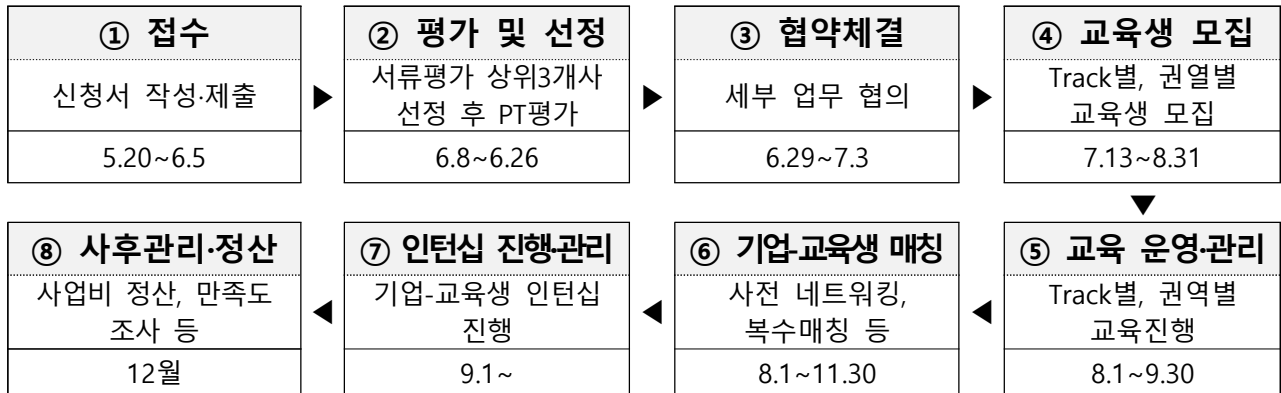 ① 접수
신청서 작성·제출
5.20~6.5
▶
② 평가 및 선정
서류평가 상위3개사
선정 후 PT평가
6.8~6.26
▶
③ 협약체결
세부 업무 협의
6.29~7.3
▶
④ 교육생 모집
Track별, 권열별
교육생 모집
7.13~8.31
▼
⑤ 교육 운영·관리
Track별, 권역별
교육진행
8.1~9.30
◀
⑥ 기업-교육생 매칭
사전 네트워킹,
복수매칭 등
8.1~11.30
◀
⑦ 인턴십 진행·관리
기업-교육생 인턴십
진행
9.1~
◀
⑧ 사후관리·정산
사업비 정산, 만족도
조사 등
12월